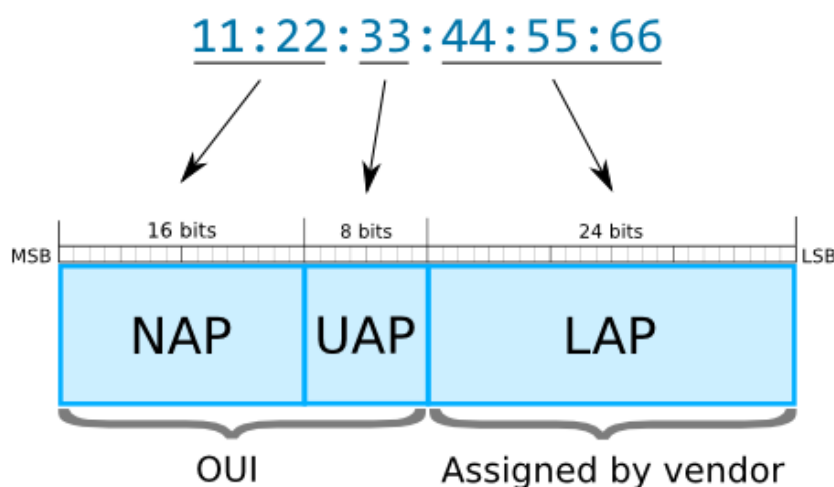 11:22:33:44:55:66
16 bits 8 bits 24 bits
MSB LSB
NAP UAP LAP
OUI Assigned by vendor